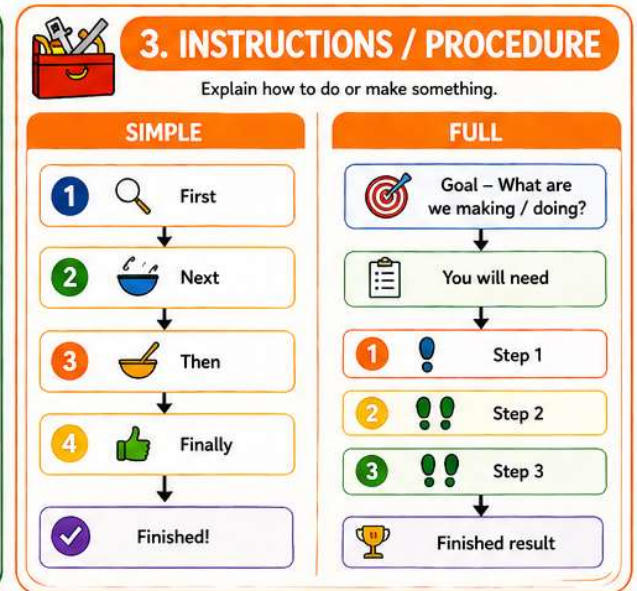 3. INSTRUCTIONS / PROCEDURE
Explain how to do or make something.
SIMPLE
1 First
2 Next
3 Then
4 Finally
Finished!
FULL
Goal – What are
we making / doing?
You will need
1 Step 1
2 Step 2
3 Step 3
Finished result